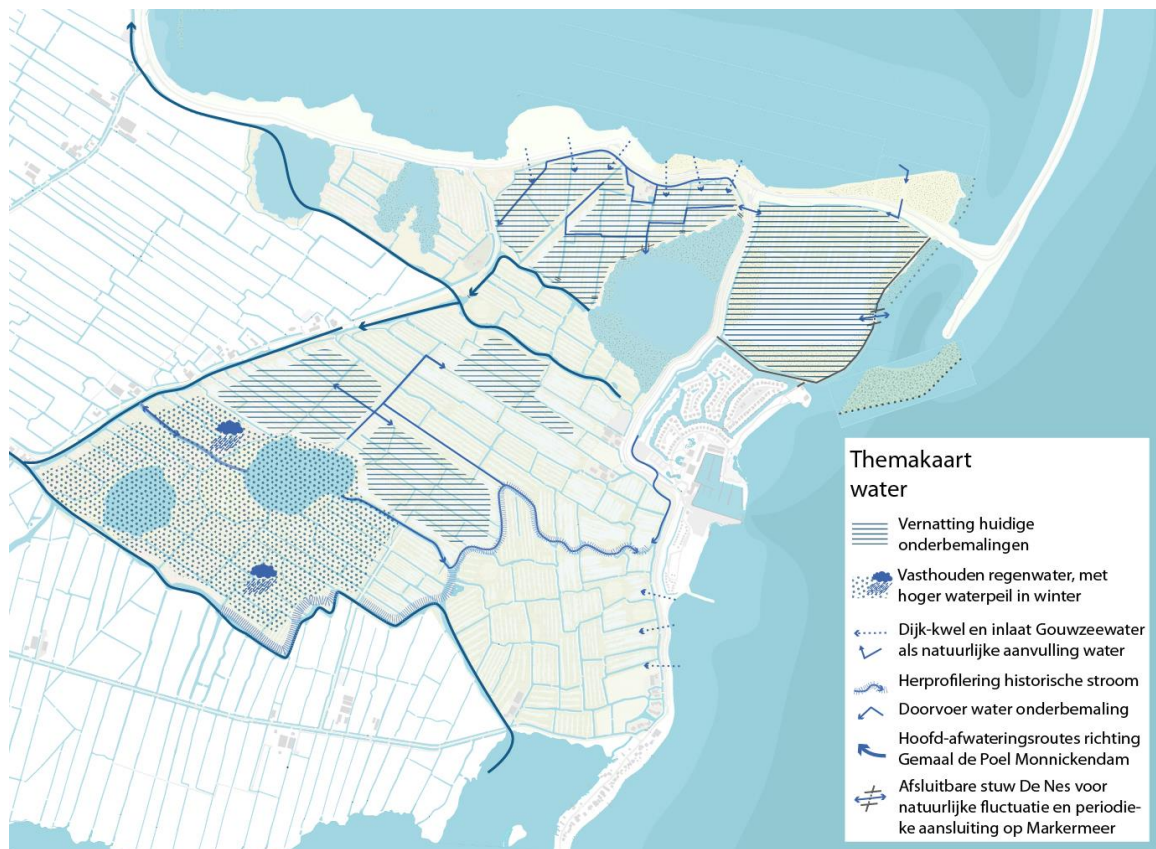 Themakaart
water
Vernatting huidige
onderbemalingen
Vasthouden regenwater, met
hoger waterpeil in winter
Dijk-kwel en inlaat Gouwzeewater
als natuurlijke aanvulling water
Herprofilering historische stroom
Doorvoer water onderbemaling
Hoofd-afwateringsroutes richting
Gemaal de Poel Monnickendam
Afsluitbare stuw De Nes voor
natuurlijke fluctuatie en periodie-
ke aansluiting op Markermeer